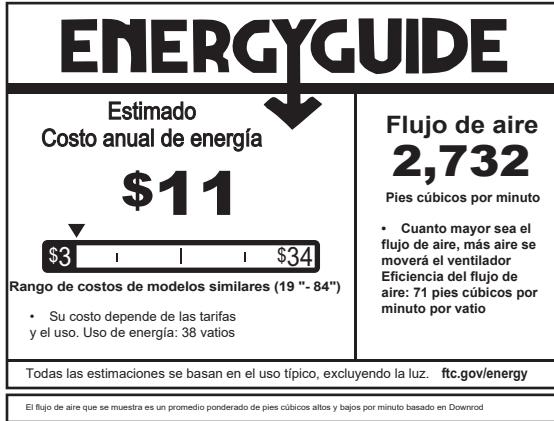 ENERGYGUIDE
Estimado
Costo anual de energía
$11
$3 $34
Rango de costos de modelos similares (19 "- 84")
• Su costo depende de las tarifas
y el uso. Uso de energía: 38 vatios
Flujo de aire
2,732
Pies cúbicos por minuto
• Cuanto mayor sea el
flujo de aire, más aire se
moverá el ventilador
Eficiencia del flujo de
aire: 71 pies cúbicos por
minuto por vatio
Todas las estimaciones se basan en el uso típico, excluyendo la luz. ftc.gov/energy
El flujo de aire que se muestra es un promedio ponderado de pies cúbicos altos y bajos por minuto basado en Downrod